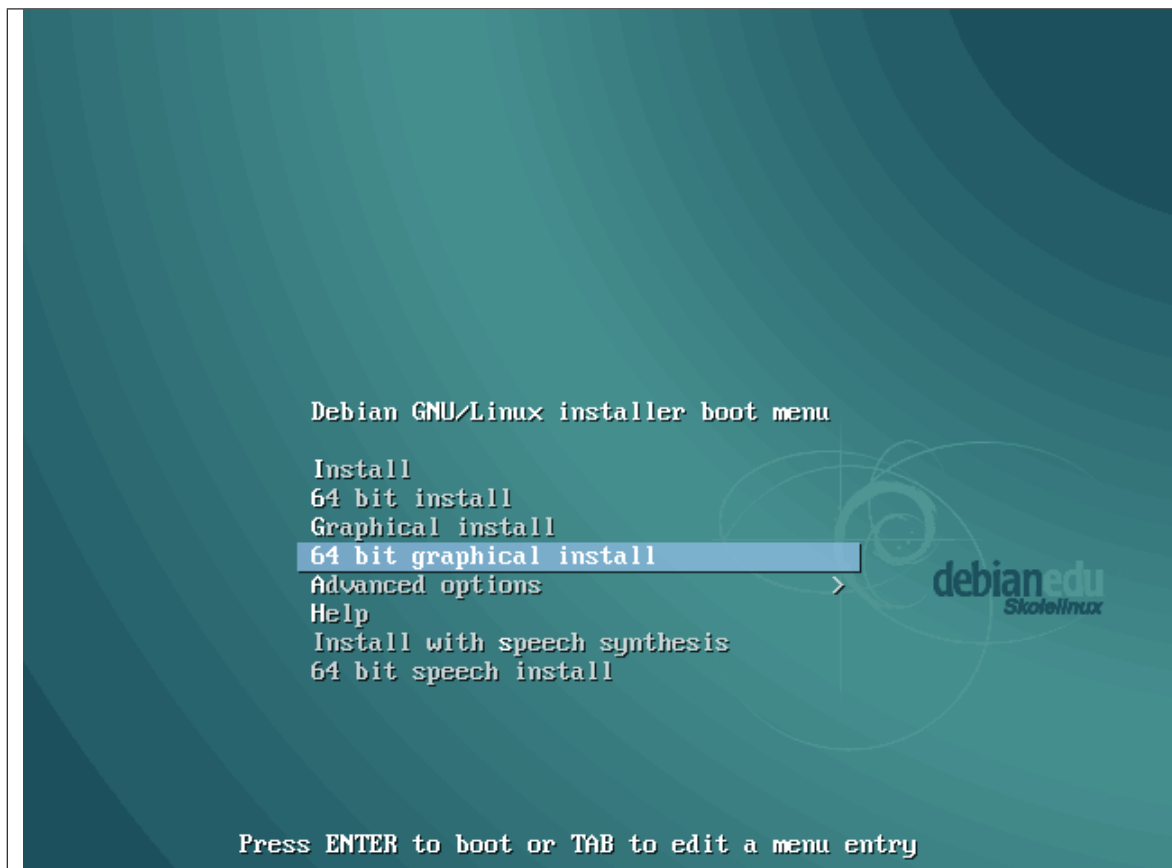 Debian GNU/Linux installer boot menu
Install
64 bit install
Graphical install
64 bit graphical install
Advanced options >
Help
Install with speech synthesis
64 bit speech install
debianedu
Skolelinux
Press ENTER to boot or TAB to edit a menu entry